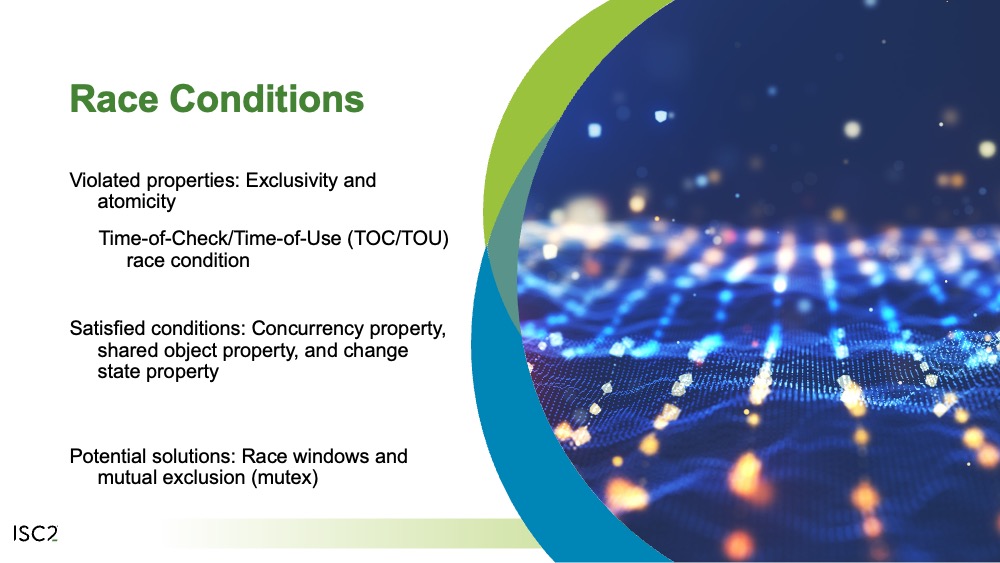 Race Conditions
Violated properties: Exclusivity and
atomicity
Time-of-Check/Time-of-Use (TOC/TOU)
race condition
Satisfied conditions: Concurrency property,
shared object property, and change
state property
Potential solutions: Race windows and
mutual exclusion (mutex)
ISC2